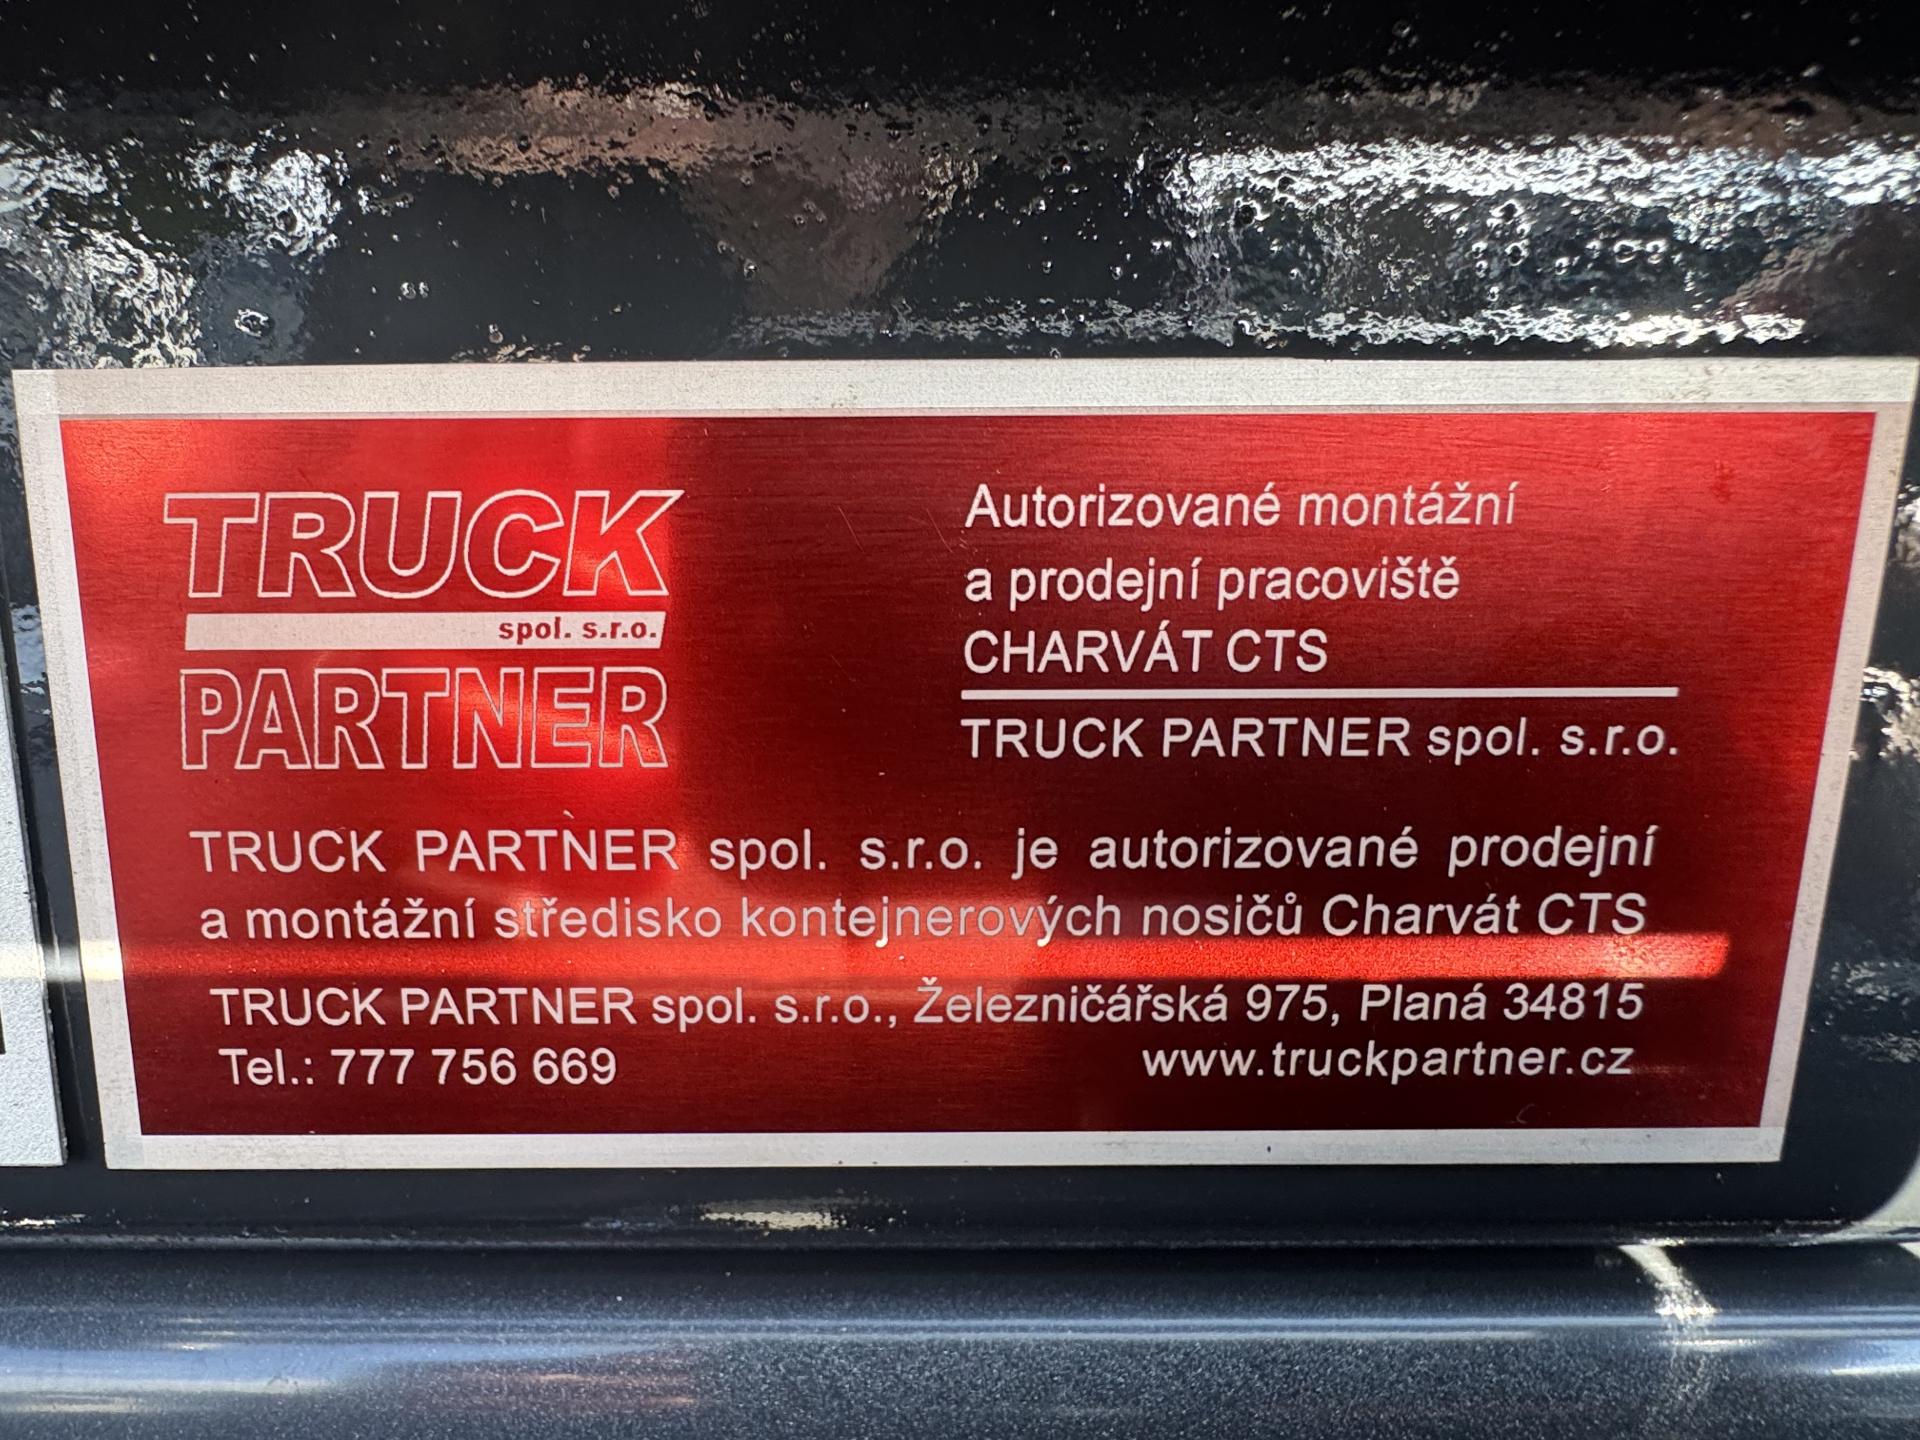 TRUCK
spol. s.r.o.
PARTNER
Autorizované montážní
a prodejní pracoviště
CHARVÁT CTS
TRUCK PARTNER spol. s.r.o.
TRUCK PARTNER spol. s.r.o. je autorizované prodejní
a montážní středisko kontejnerových nosičů Charvát CTS
TRUCK PARTNER spol. s.r.o., Železničářská 975, Planá 34815
Tel.: 777 756 669
www.truckpartner.cz